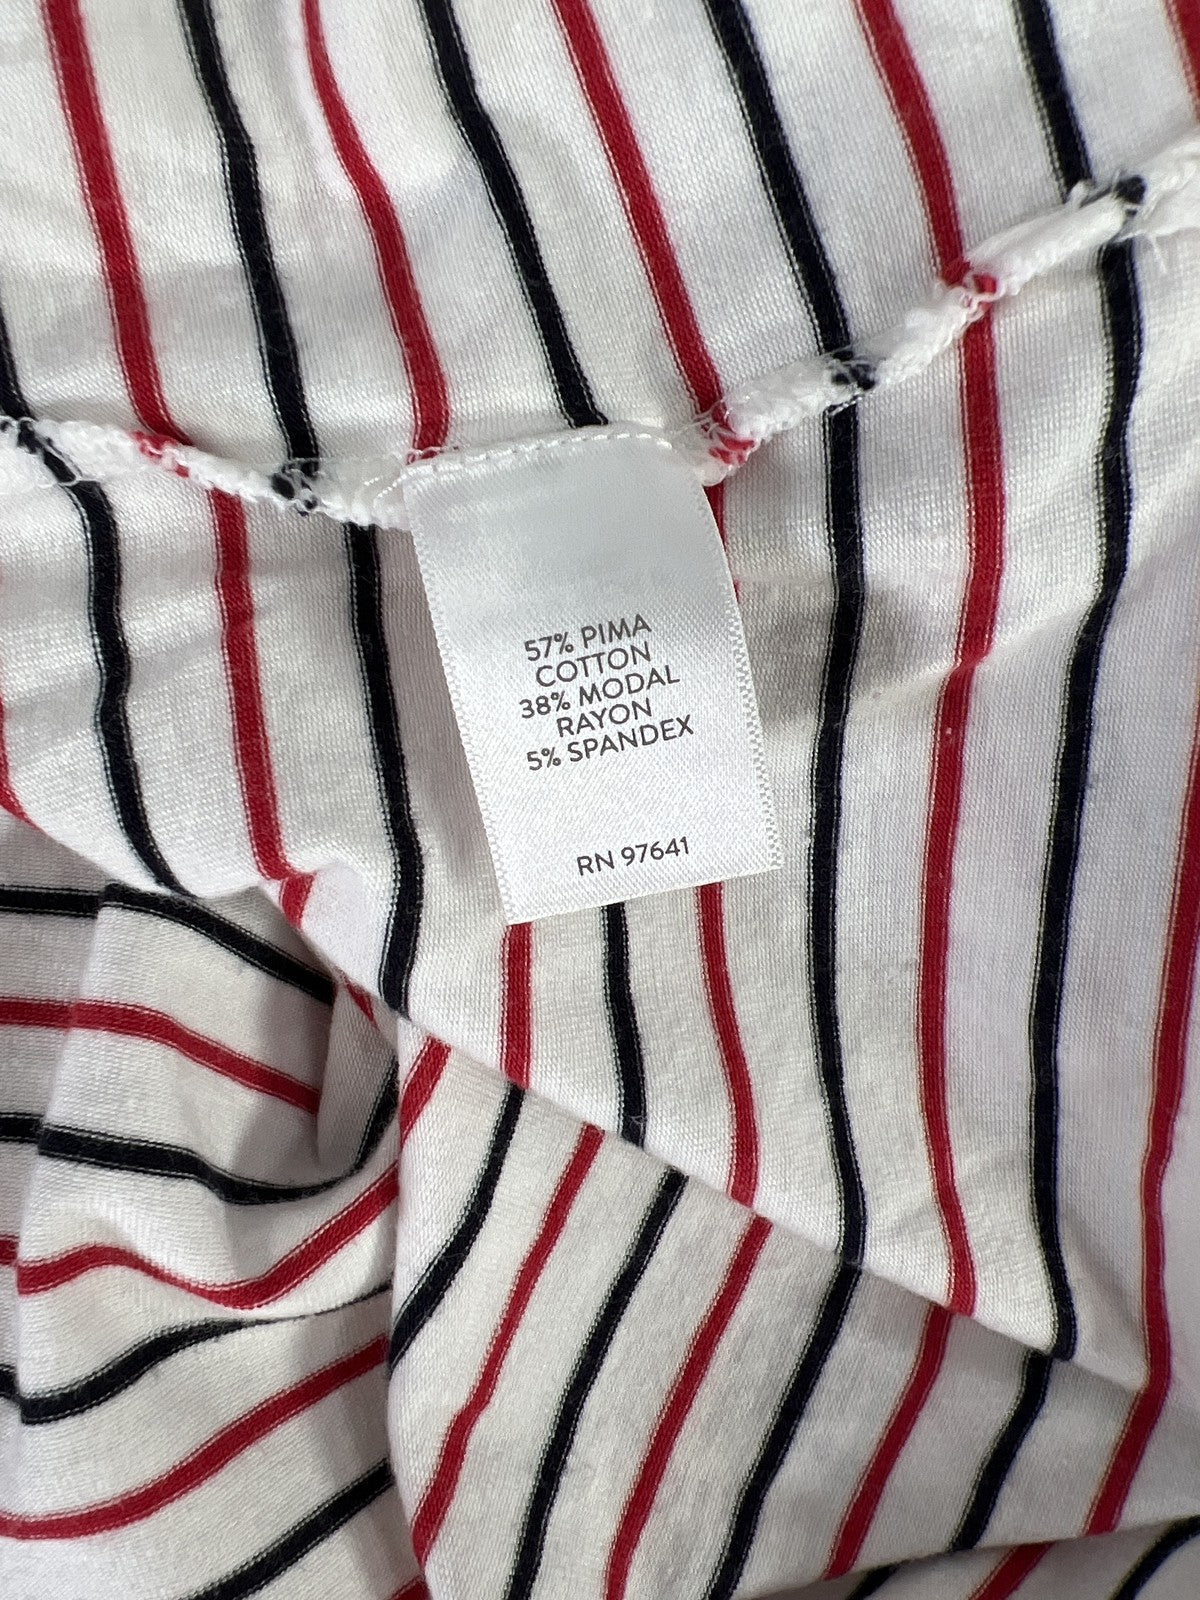 57% PIMA
COTTON
38% MODAL
RAYON
5% SPANDEX
RN 97641